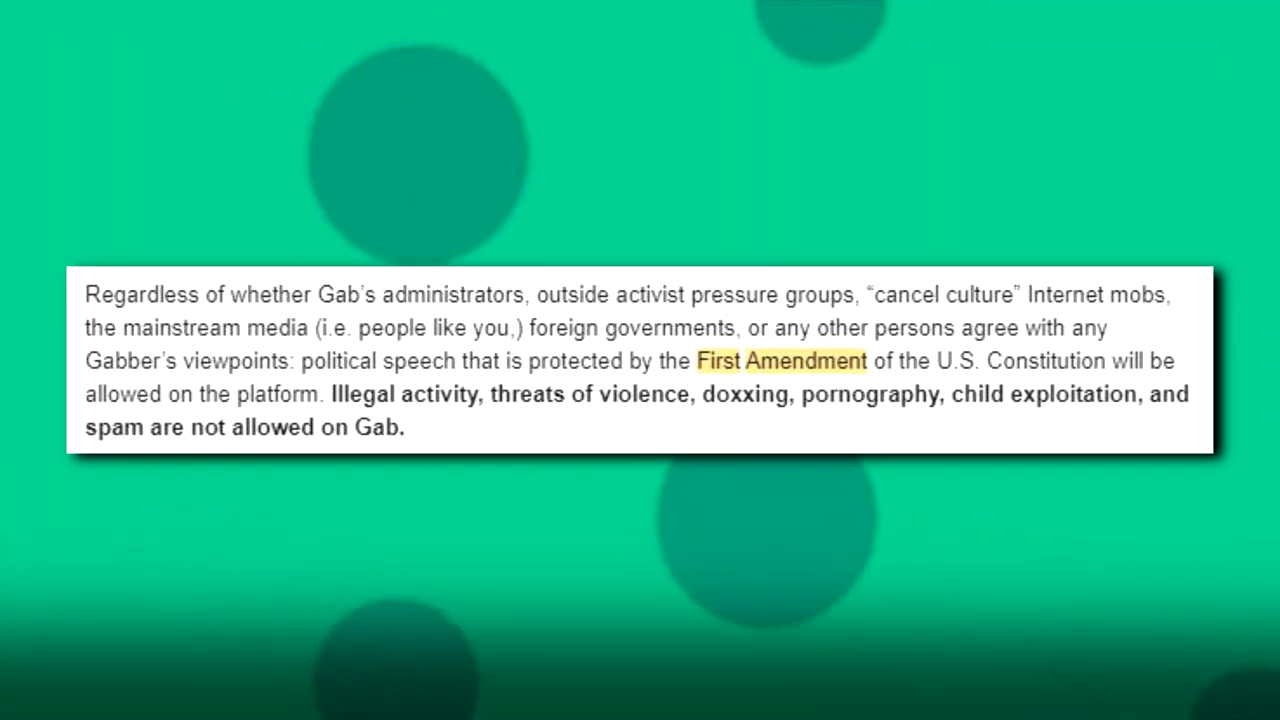 Regardless of whether Gab's administrators, outside activist pressure groups, “cancel culture” Internet mobs,
the mainstream media (i.e. people like you,) foreign governments, or any other persons agree with any
Gabber's viewpoints: political speech that is protected by the First Amendment of the U.S. Constitution will be
allowed on the platform. Illegal activity, threats of violence, doxxing, pornography, child exploitation, and
spam are not allowed on Gab.